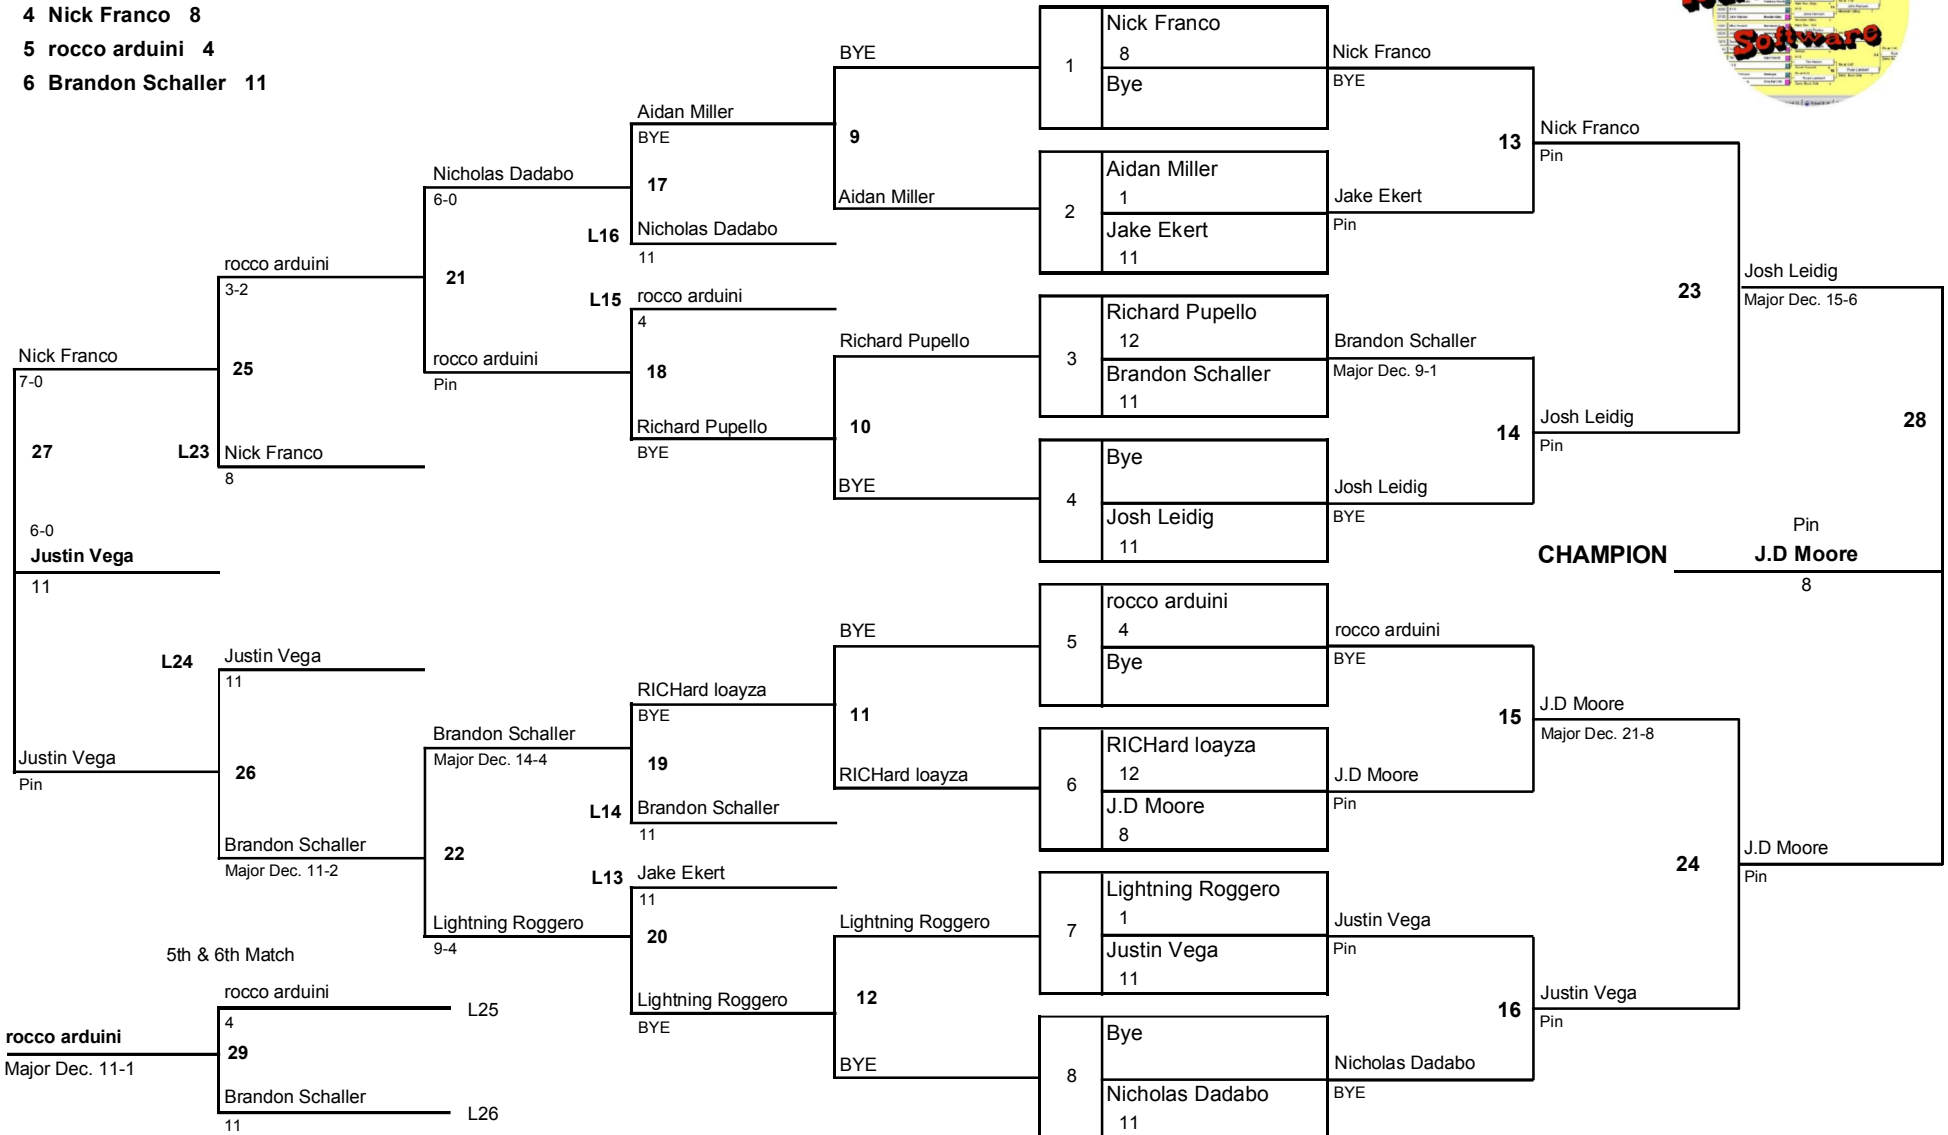 4 Nick Franco 8
5 rocco arduini 4
6 Brandon Schaller 11
Software
Nick Franco
7-0
27
6-0
Justin Vega
11
Justin Vega
Pin
5th & 6th Match
rocco arduini
Major Dec. 11-1
rocco arduini
3-2
25
L23
Nick Franco
8
L24
Justin Vega
11
26
Brandon Schaller
Major Dec. 11-2
rocco arduini
L25
4
29
Brandon Schaller
L26
11
Nicholas Dadabo
6-0
21
rocco arduini
Pin
Brandon Schaller
Major Dec. 14-4
22
Lightning Roggero
9-4
Aidan Miller
BYE
17
L16
Nicholas Dadabo
11
L15
rocco arduini
4
18
Richard Pupello
BYE
RICHard loayza
BYE
19
L14
Brandon Schaller
11
L13
Jake Ekert
11
20
Lightning Roggero
BYE
BYE
9
Aidan Miller
Richard Pupello
10
BYE
BYE
11
RICHard loayza
Lightning Roggero
12
BYE
1
Nick Franco
8
Bye
2
Aidan Miller
1
Jake Ekert
11
3
Richard Pupello
12
Brandon Schaller
11
4
Bye
Josh Leidig
11
5
rocco arduini
4
Bye
6
RICHard loayza
12
J.D Moore
8
7
Lightning Roggero
1
Justin Vega
11
8
Bye
Nicholas Dadabo
11
Nick Franco
BYE
13
Jake Ekert
Pin
Brandon Schaller
Major Dec. 9-1
14
Josh Leidig
BYE
rocco arduini
BYE
15
J.D Moore
Pin
Justin Vega
Pin
16
Nicholas Dadabo
BYE
Nick Franco
Pin
23
Josh Leidig
Pin
J.D Moore
Major Dec. 21-8
24
Justin Vega
Pin
Josh Leidig
Major Dec. 15-6
28
Pin
CHAMPION J.D Moore
8
J.D Moore
Pin